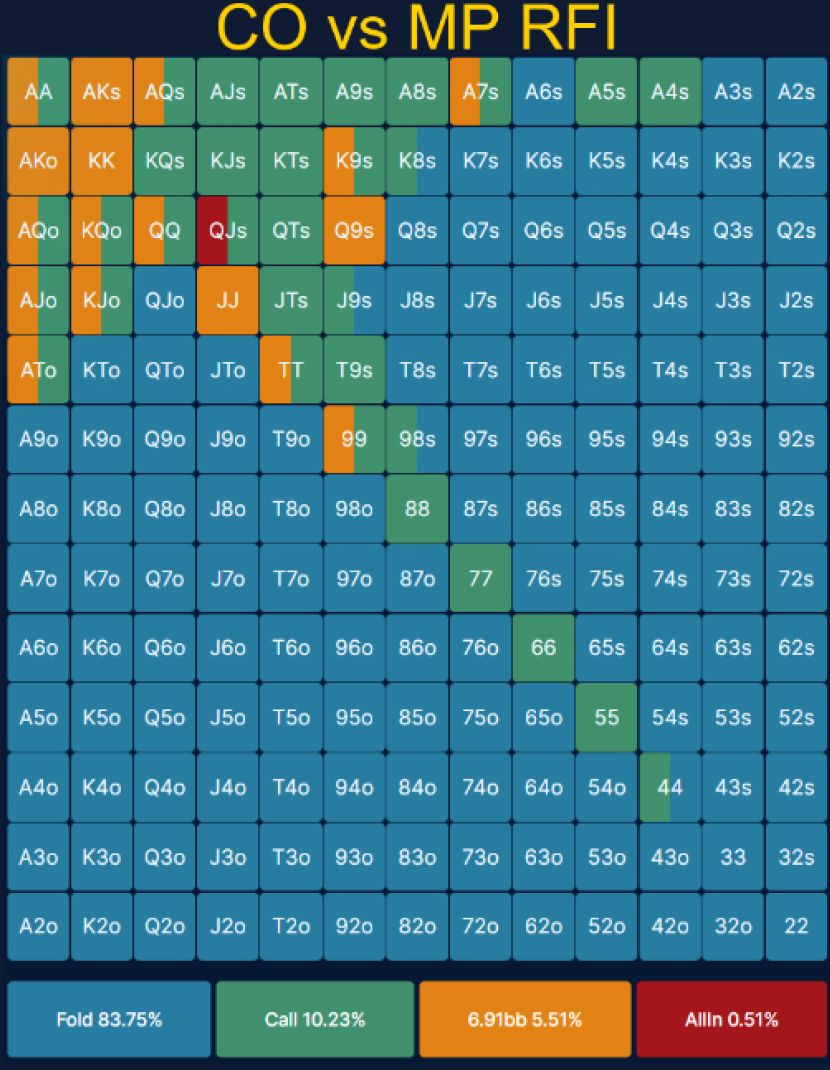 CO vs MP RFI
AA AKs AQs AJs ATs A9s A8s A7s A6s A5s A4s A3s A2s
AKo KK KQs KJs KTs K9s K8s K7s K6s K5s K4s K3s K2s
AQo KQo QQ QJs QTs Q9s Q8s Q7s Q6s Q5s Q4s Q3s Q2s
AJo KJo QJo JJ JTs J9s J8s J7s J6s J5s J4s J3s J2s
ATo KTo QTo JTo TT T9s T8s T7s T6s T5s T4s T3s T2s
A9o K9o Q9o J9o T9o 99 98s 97s 96s 95s 94s 93s 92s
A8o K8o Q8o J8o T8o 98o 88 87s 86s 85s 84s 83s 82s
A7o K7o Q7o J7o T7o 97o 87o 77 76s 75s 74s 73s 72s
A6o K6o Q6o J6o T6o 96o 86o 76o 66 65s 64s 63s 62s
A5o K5o Q5o J5o T5o 95o 85o 75o 65o 55 54s 53s 52s
A4o K4o Q4o J4o T4o 94o 84o 74o 64o 54o 44 43s 42s
A3o K3o Q3o J3o T3o 93o 83o 73o 63o 53o 43o 33 32s
A2o K2o Q2o J2o T2o 92o 82o 72o 62o 52o 42o 32o 22
Fold 83.75% Call 10.23% 6.91bb 5.51% AllIn 0.51%